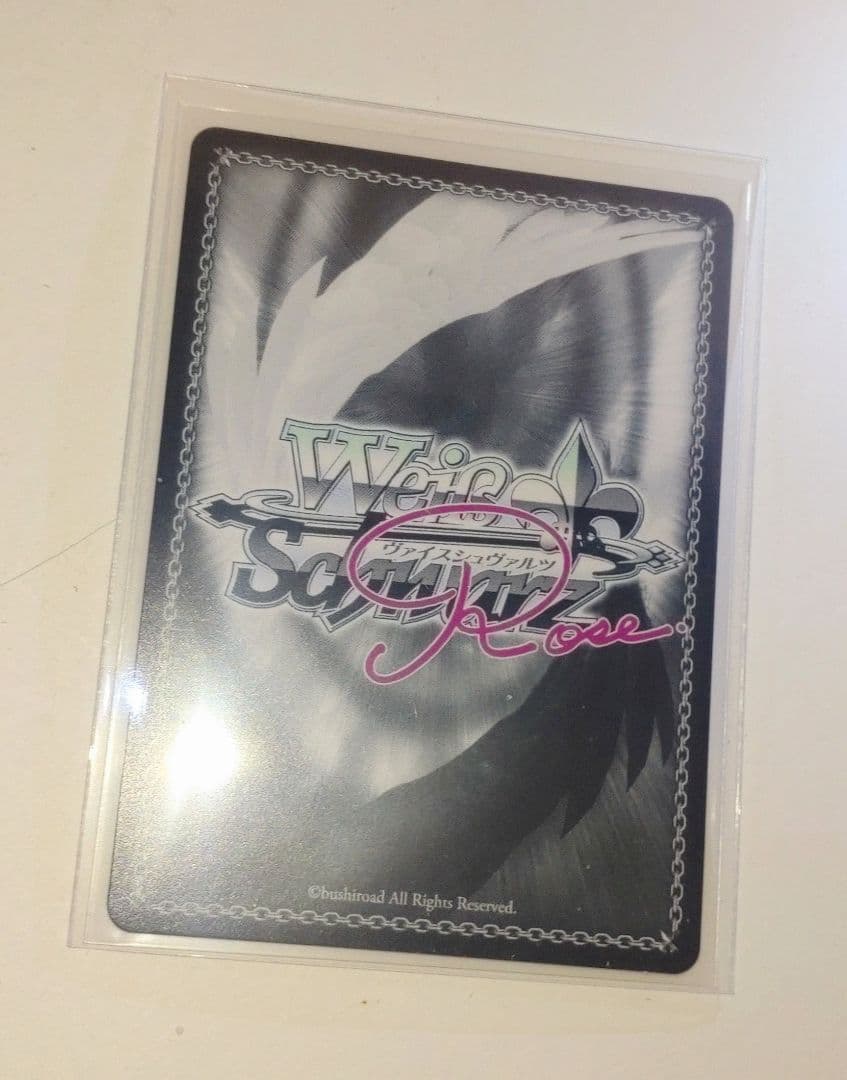 Weiß
ヴァイスシュヴァルツ
Schwarz
Rose
©bushiroad All Rights Reserved.